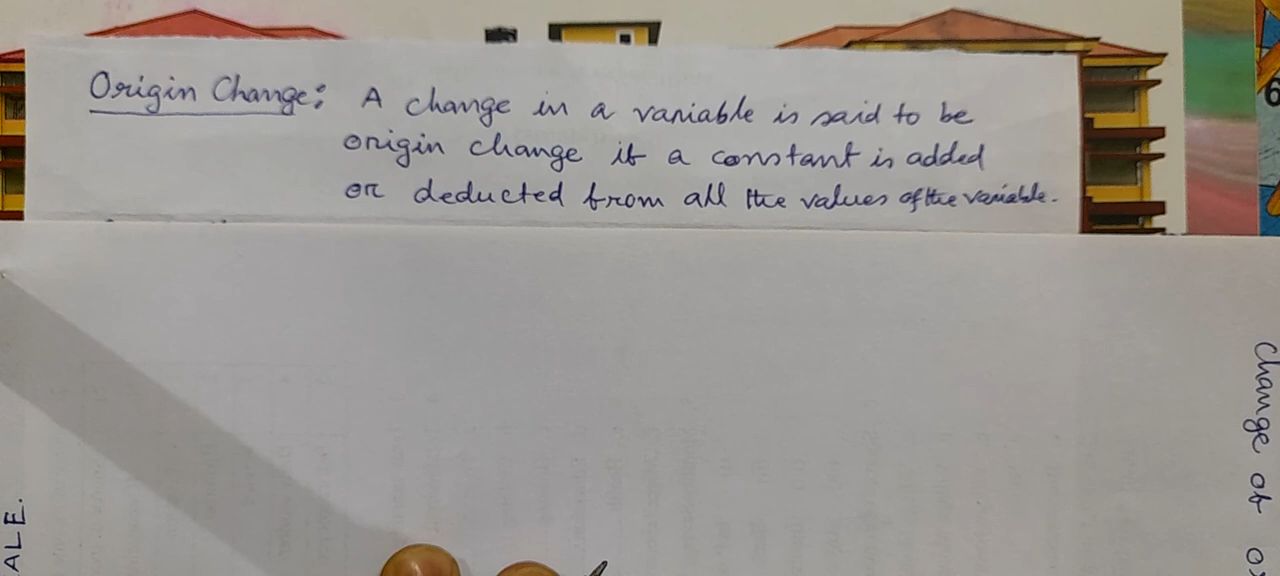 Origin Change: A change in a variable is said to be
origin change if a constant is added
or deducted from all the values of the variable.
Change of
ALE.
6